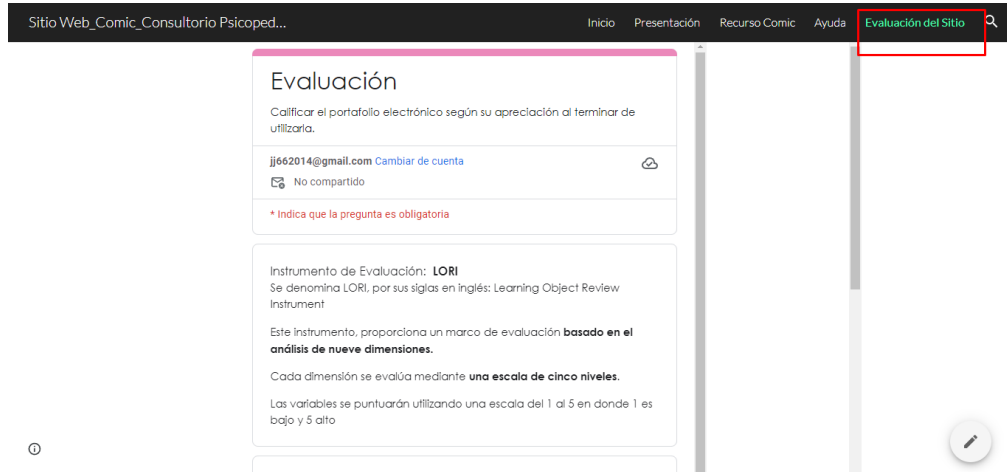 Sitio Web_Comic_Consultorio Psicoped...
Inicio Presentación Recurso Comic Ayuda Evaluación del Sitio
Evaluación
Calificar el portafolio electrónico según su apreciación al terminar de
utilizarla.
jj662014@gmail.com Cambiar de cuenta
No compartido
* Indica que la pregunta es obligatoria
Instrumento de Evaluación: LORI
Se denomina LORI, por sus siglas en inglés: Learning Object Review
Instrument
Este instrumento, proporciona un marco de evaluación basado en el
análisis de nueve dimensiones.
Cada dimensión se evalúa mediante una escala de cinco niveles.
Las variables se puntuarán utilizando una escala del 1 al 5 en donde 1 es
bajo y 5 alto